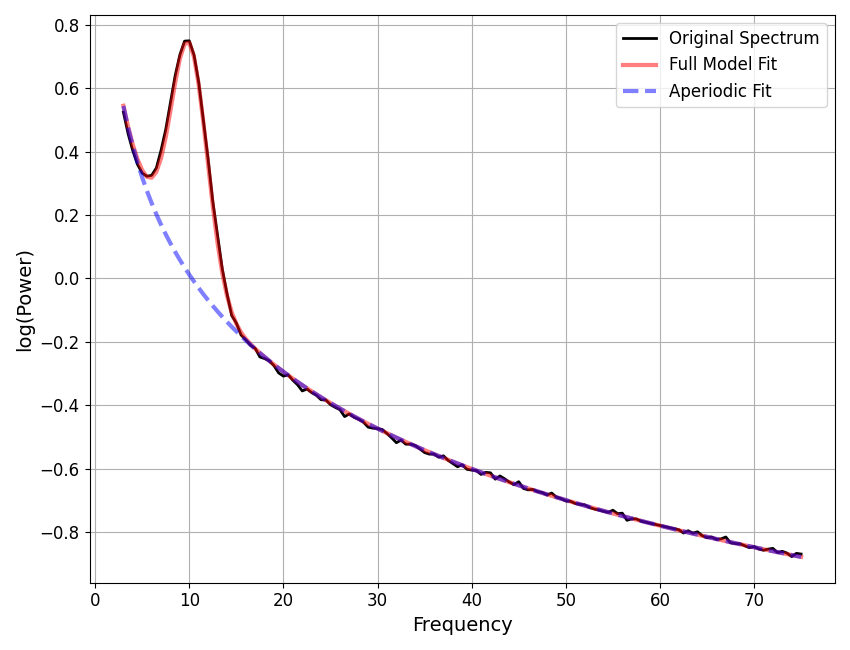 Original Spectrum
Full Model Fit
Aperiodic Fit
0.8
0.6
0.4
0.2
0.0
−0.2
−0.4
−0.6
−0.8
log(Power)
0 10 20 30 40 50 60 70
Frequency